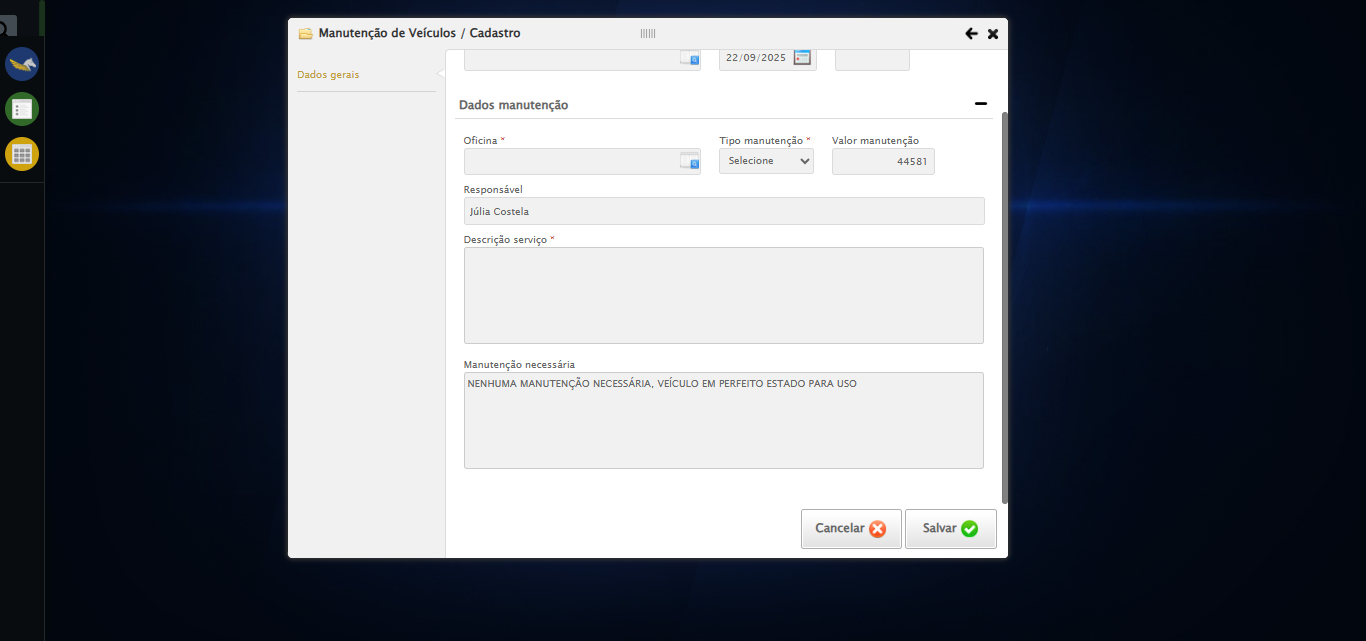 Manutenção de Veículos / Cadastro
Dados gerais
22/09/2025
Dados manutenção
Oficina *
Tipo manutenção *
Valor manutenção
Selecione
44581
Responsável
Júlia Costela
Descrição serviço *
Manutenção necessária
NENHUMA MANUTENÇÃO NECESSÁRIA, VEÍCULO EM PERFEITO ESTADO PARA USO
Cancelar
Salvar